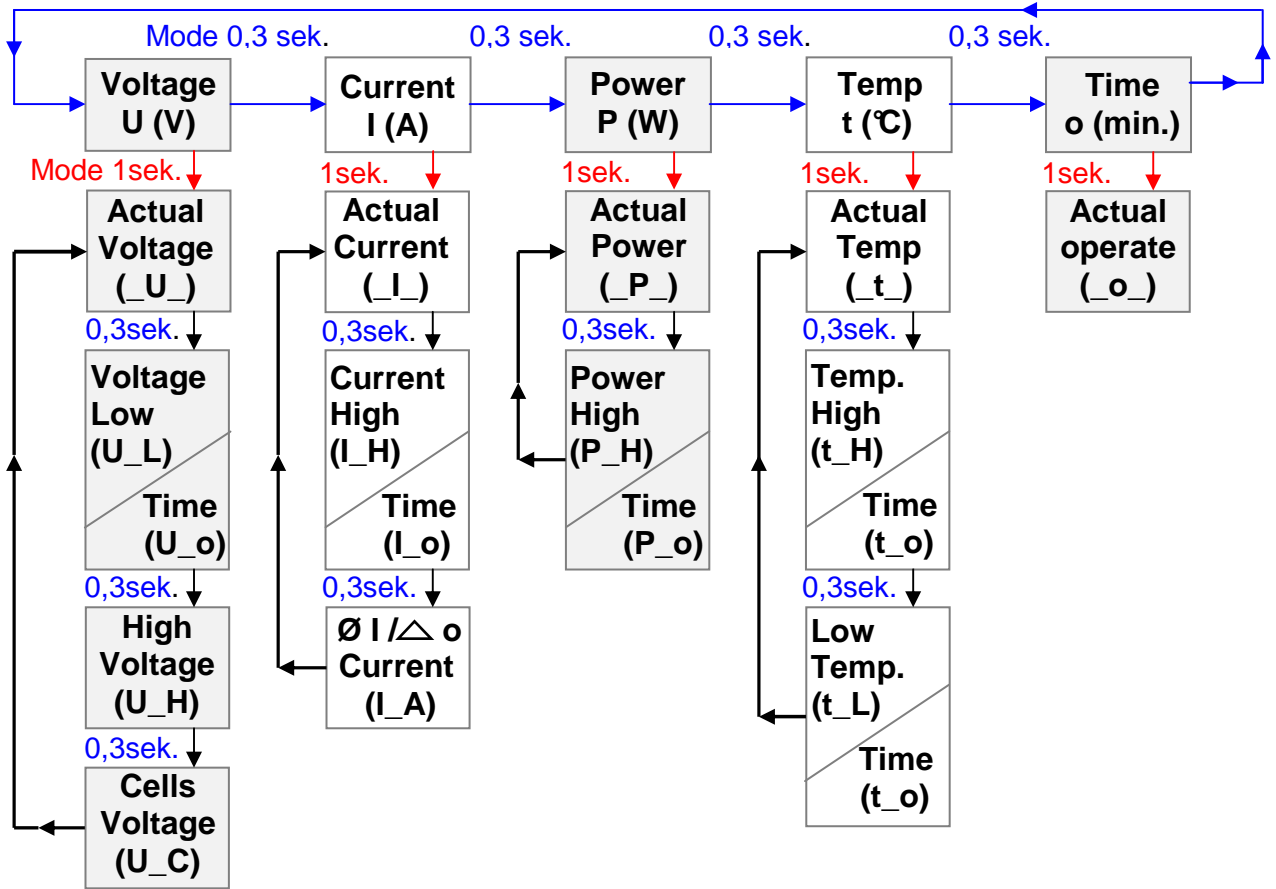 Mode 0,3 sek. 0,3 sek. 0,3 sek. 0,3 sek.
Voltage
U (V)
Current
I (A)
Power
P (W)
Temp
t (°C)
Time
o (min.)
Mode 1sek. 1sek. 1sek. 1sek. 1sek.
Actual
Voltage
(_U_)
Actual
Current
(_I_)
Actual
Power
(_P_)
Actual
Temp
(_t_)
Actual
operate
(_o_)
0,3sek. 0,3sek. 0,3sek. 0,3sek.
Voltage
Low
(U_L)
Time
(U_o)
Current
High
(I_H)
Time
(I_o)
Power
High
(P_H)
Time
(P_o)
Temp.
High
(t_H)
Time
(t_o)
0,3sek. 0,3sek. 0,3sek.
High
Voltage
(U_H)
Ø I /△ o
Current
(I_A)
Low
Temp.
(t_L)
Time
(t_o)
0,3sek.
Cells
Voltage
(U_C)